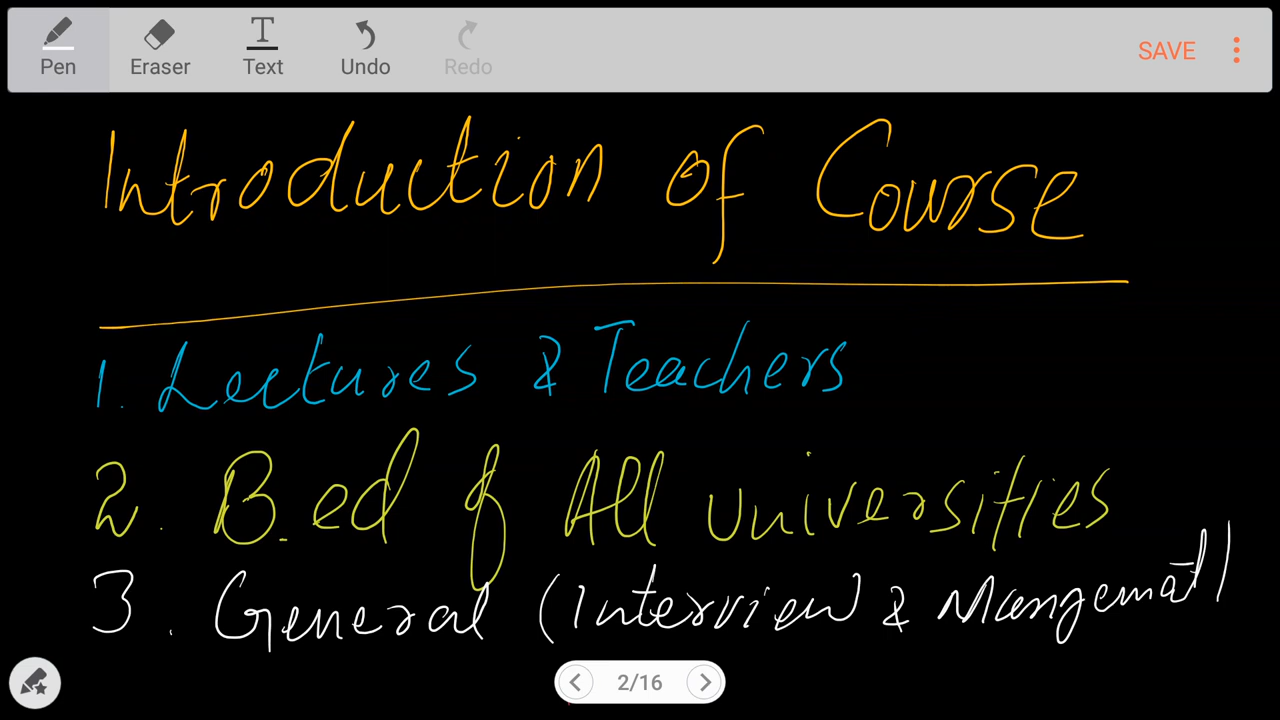 Pen Eraser Text Undo Redo SAVE
Introduction of Course
1. Lectures & Teachers
2. B.ed of All Universities
3. General (Interview & Mangemat)
2/16